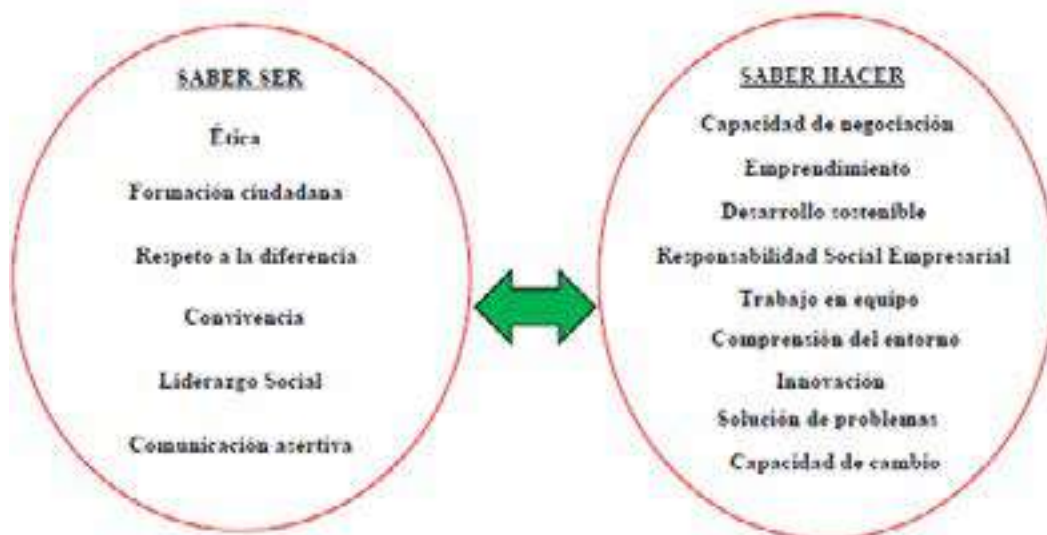 SABER SER
Ética
Formación ciudadana
Respeto a la diferencia
Convivencia
Liderazgo Social
Comunicación asertiva
SABER HACER
Capacidad de negociación
Emprendimiento
Desarrollo sostenible
Responsabilidad Social Empresarial
Trabajo en equipo
Comprensión del entorno
Innovación
Solución de problemas
Capacidad de cambio